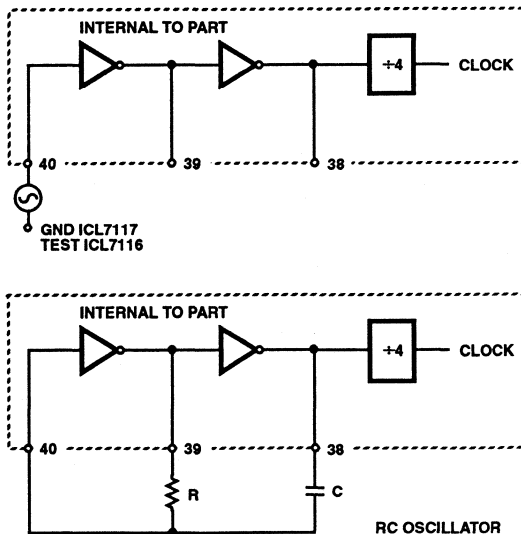 INTERNAL TO PART
÷4
CLOCK
40
39
38
GND ICL7117
TEST ICL7116
INTERNAL TO PART
÷4
CLOCK
40
39
38
R
C
RC OSCILLATOR